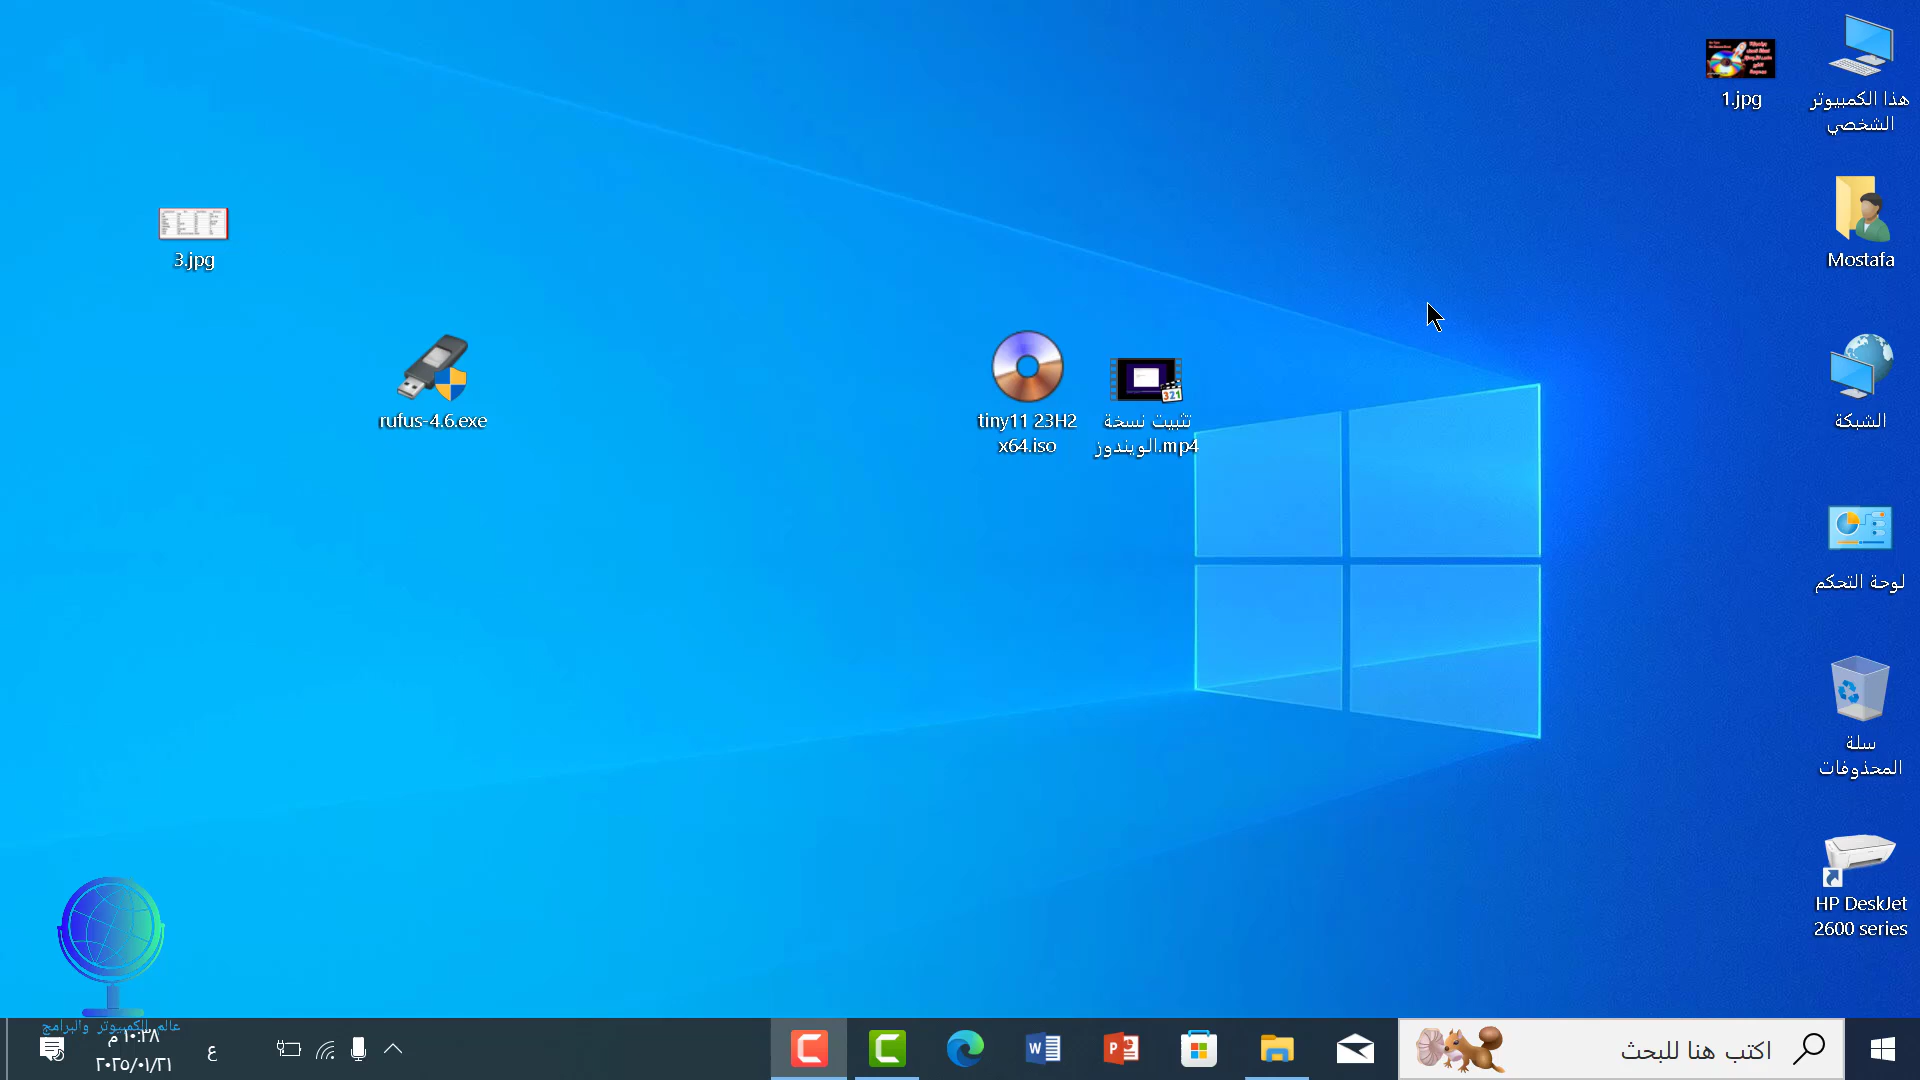 هذا الكمبيوتر
الشخصي
1.jpg
Mostafa
3.jpg
الشبكة
تثبيت نسخة
الويندوز.mp4
tiny11 23H2
x64.iso
rufus-4.6.exe
لوحة التحكم
سلة
المحذوفات
HP DeskJet
2600 series
عالم الكمبيوتر والبرامج
اكتب هنا للبحث
ع
١٠:٣٨ م
٢٠٢٥/٠١/٢١